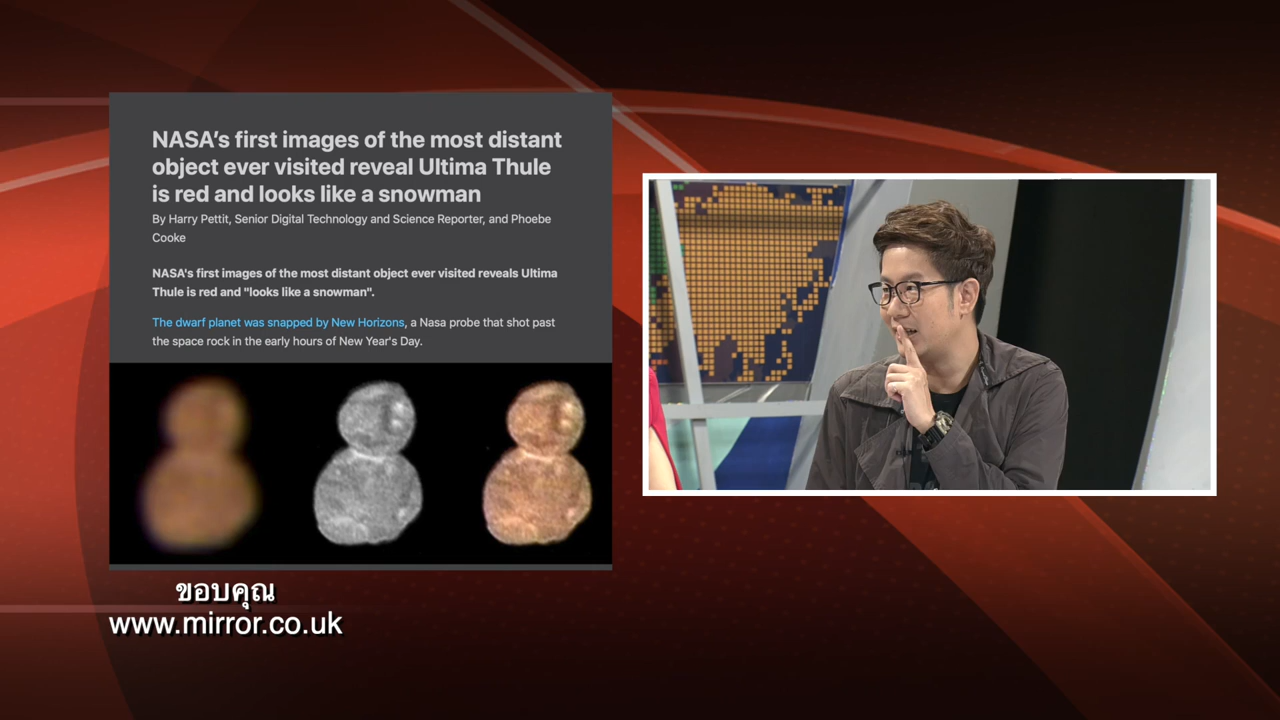 NASA's first images of the most distant
object ever visited reveal Ultima Thule
is red and looks like a snowman
By Harry Pettit, Senior Digital Technology and Science Reporter, and Phoebe
Cooke
NASA's first images of the most distant object ever visited reveals Ultima
Thule is red and "looks like a snowman".
The dwarf planet was snapped by New Horizons, a Nasa probe that shot past
the space rock in the early hours of New Year's Day.
ขอบคุณ
www.mirror.co.uk